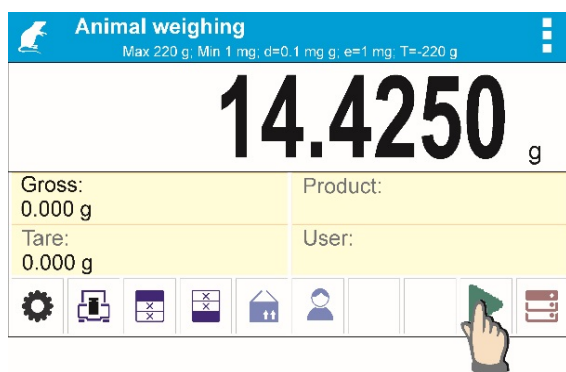 Animal weighing
Max 220 g; Min 1 mg; d=0.1 mg g; e=1 mg; T=-220 g
14.4250 g
Gross:
0.000 g
Product:
Tare:
0.000 g
User: